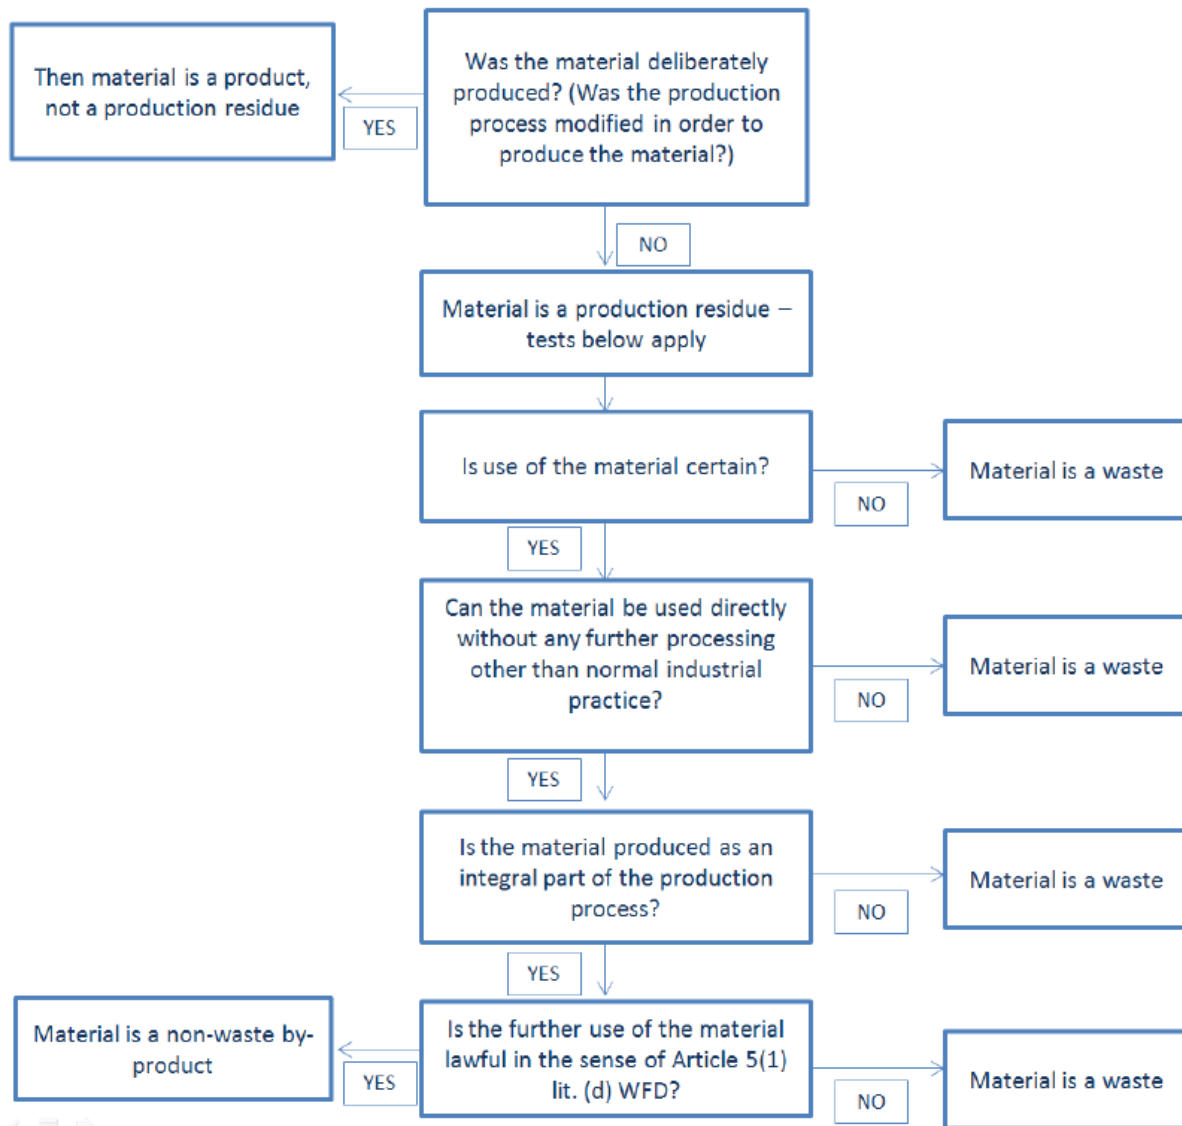 Then material is a product,
not a production residue
YES
Was the material deliberately
produced? (Was the production
process modified in order to
produce the material?)
NO
Material is a production residue –
tests below apply
Is use of the material certain?
NO
Material is a waste
YES
Can the material be used directly
without any further processing
other than normal industrial
practice?
NO
Material is a waste
YES
Is the material produced as an
integral part of the production
process?
NO
Material is a waste
YES
Is the further use of the material
lawful in the sense of Article 5(1)
lit. (d) WFD?
YES
Material is a non-waste by-
product
NO
Material is a waste